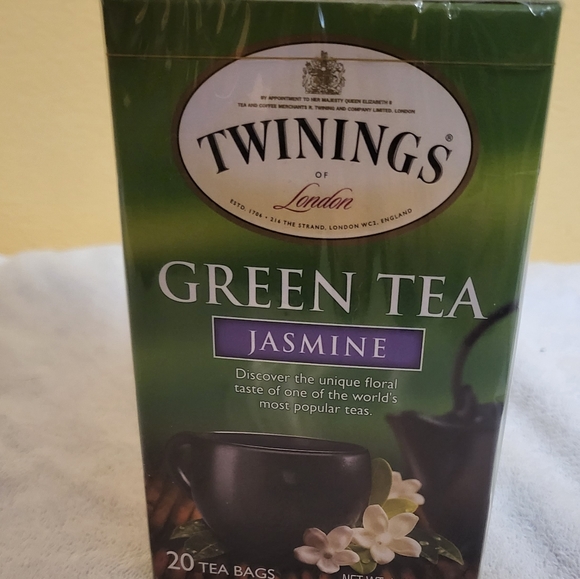 BY APPOINTMENT TO HER MAJESTY QUEEN ELIZABETH II
TEA AND COFFEE MERCHANTS R. TWINING AND COMPANY LIMITED, LONDON
TWININGS®
OF
London
ESTD. 1706 • 216 THE STRAND, LONDON WC2, ENGLAND
GREEN TEA
JASMINE
Discover the unique floral
taste of one of the world's
most popular teas.
20 TEA BAGS
NET WT